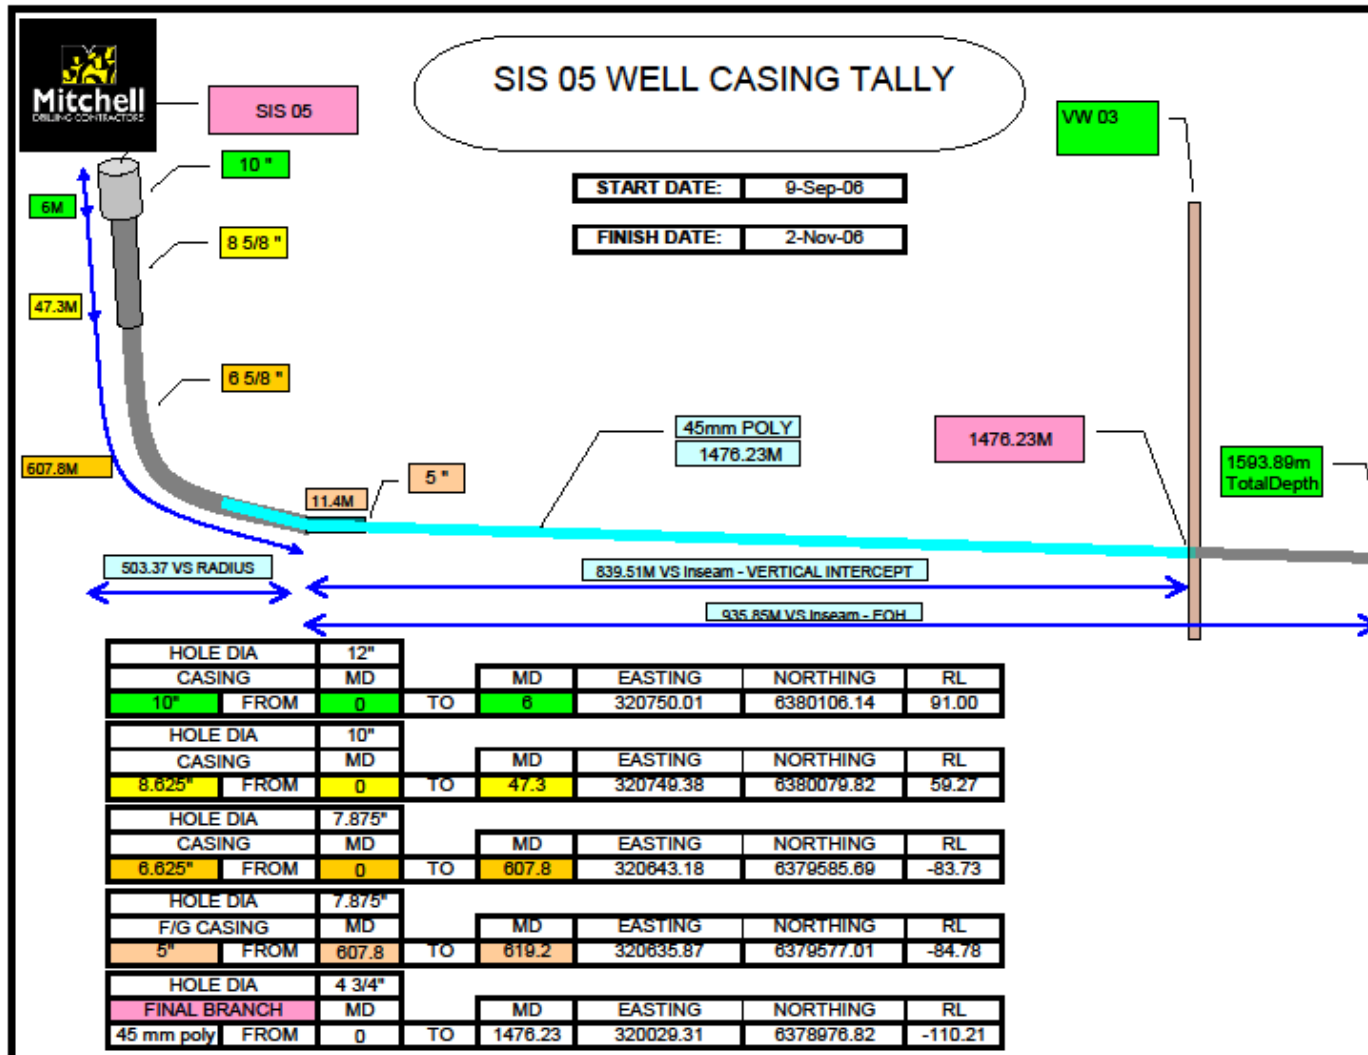 Mitchell
DRILLING CONTRACTORS
SIS 05
SIS 05 WELL CASING TALLY
VW 03
10 "
START DATE: 9-Sep-06
6M
8 5/8 "
FINISH DATE: 2-Nov-06
47.3M
6 5/8 "
45mm POLY
1476.23M
1476.23M
607.8M
5 "
1593.89m
TotalDepth
11.4M
503.37 VS RADIUS
839.51M VS Inseam - VERTICAL INTERCEPT
935.85M VS Inseam - EOH
HOLE DIA 12"
CASING MD MD EASTING NORTHING RL
10" FROM 0 TO 6 320750.01 6380106.14 91.00
HOLE DIA 10"
CASING MD MD EASTING NORTHING RL
8.625" FROM 0 TO 47.3 320749.38 6380079.82 59.27
HOLE DIA 7.875"
CASING MD MD EASTING NORTHING RL
6.625" FROM 0 TO 607.8 320643.18 6379585.69 -83.73
HOLE DIA 7.875"
F/G CASING MD MD EASTING NORTHING RL
5" FROM 607.8 TO 619.2 320635.87 6379577.01 -84.78
HOLE DIA 4 3/4"
FINAL BRANCH MD MD EASTING NORTHING RL
45 mm poly FROM 0 TO 1476.23 320029.31 6378976.82 -110.21